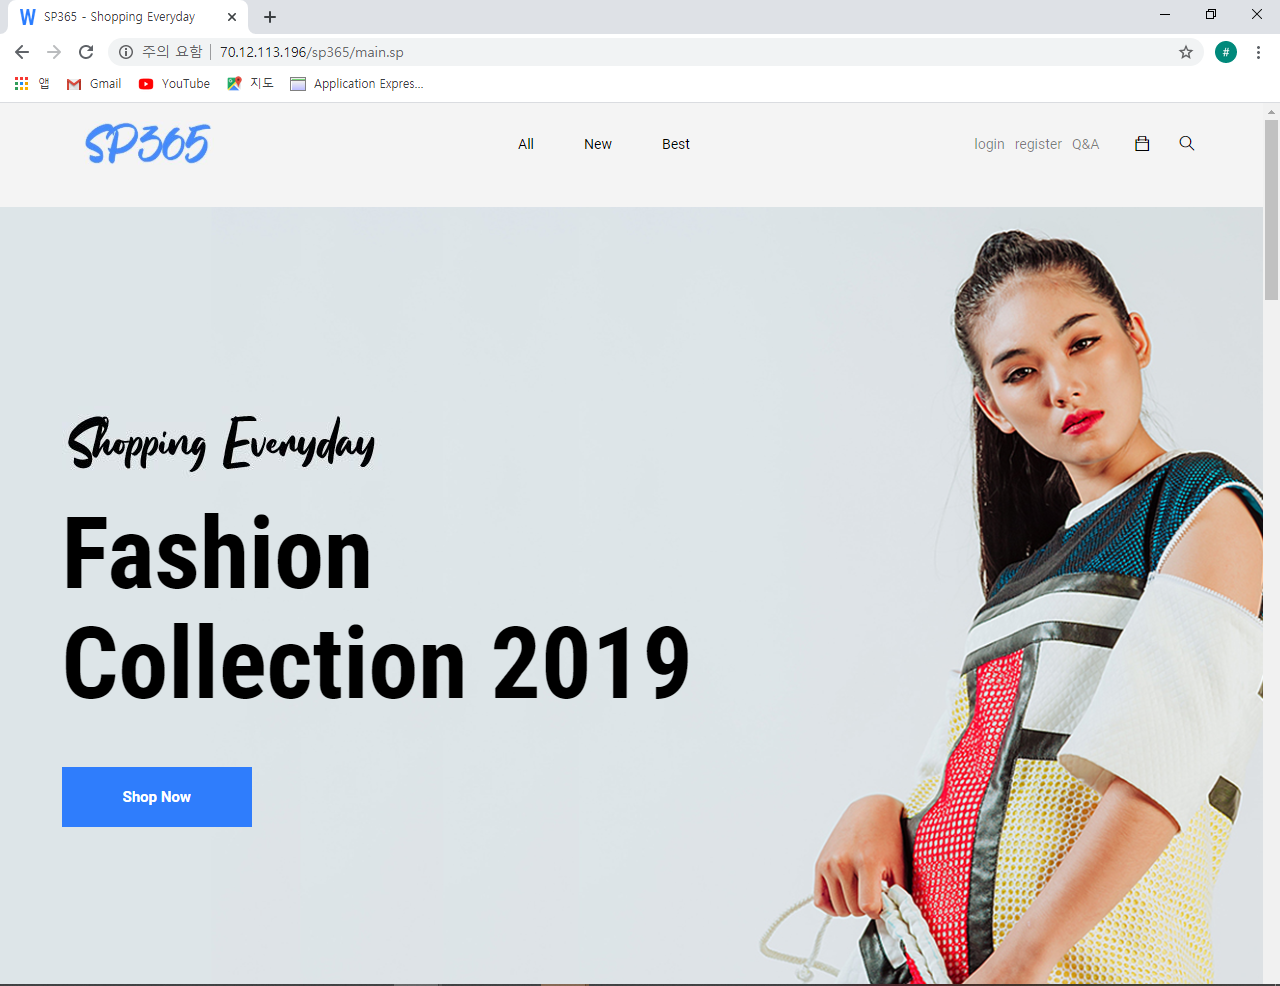 SP365 - Shopping Everyday
주의 요함 | 70.12.113.196/sp365/main.sp
#
앱 Gmail YouTube 지도 Application Expres...
SP365 All New Best login register Q&A
Shopping Everyday
Fashion
Collection 2019
Shop Now